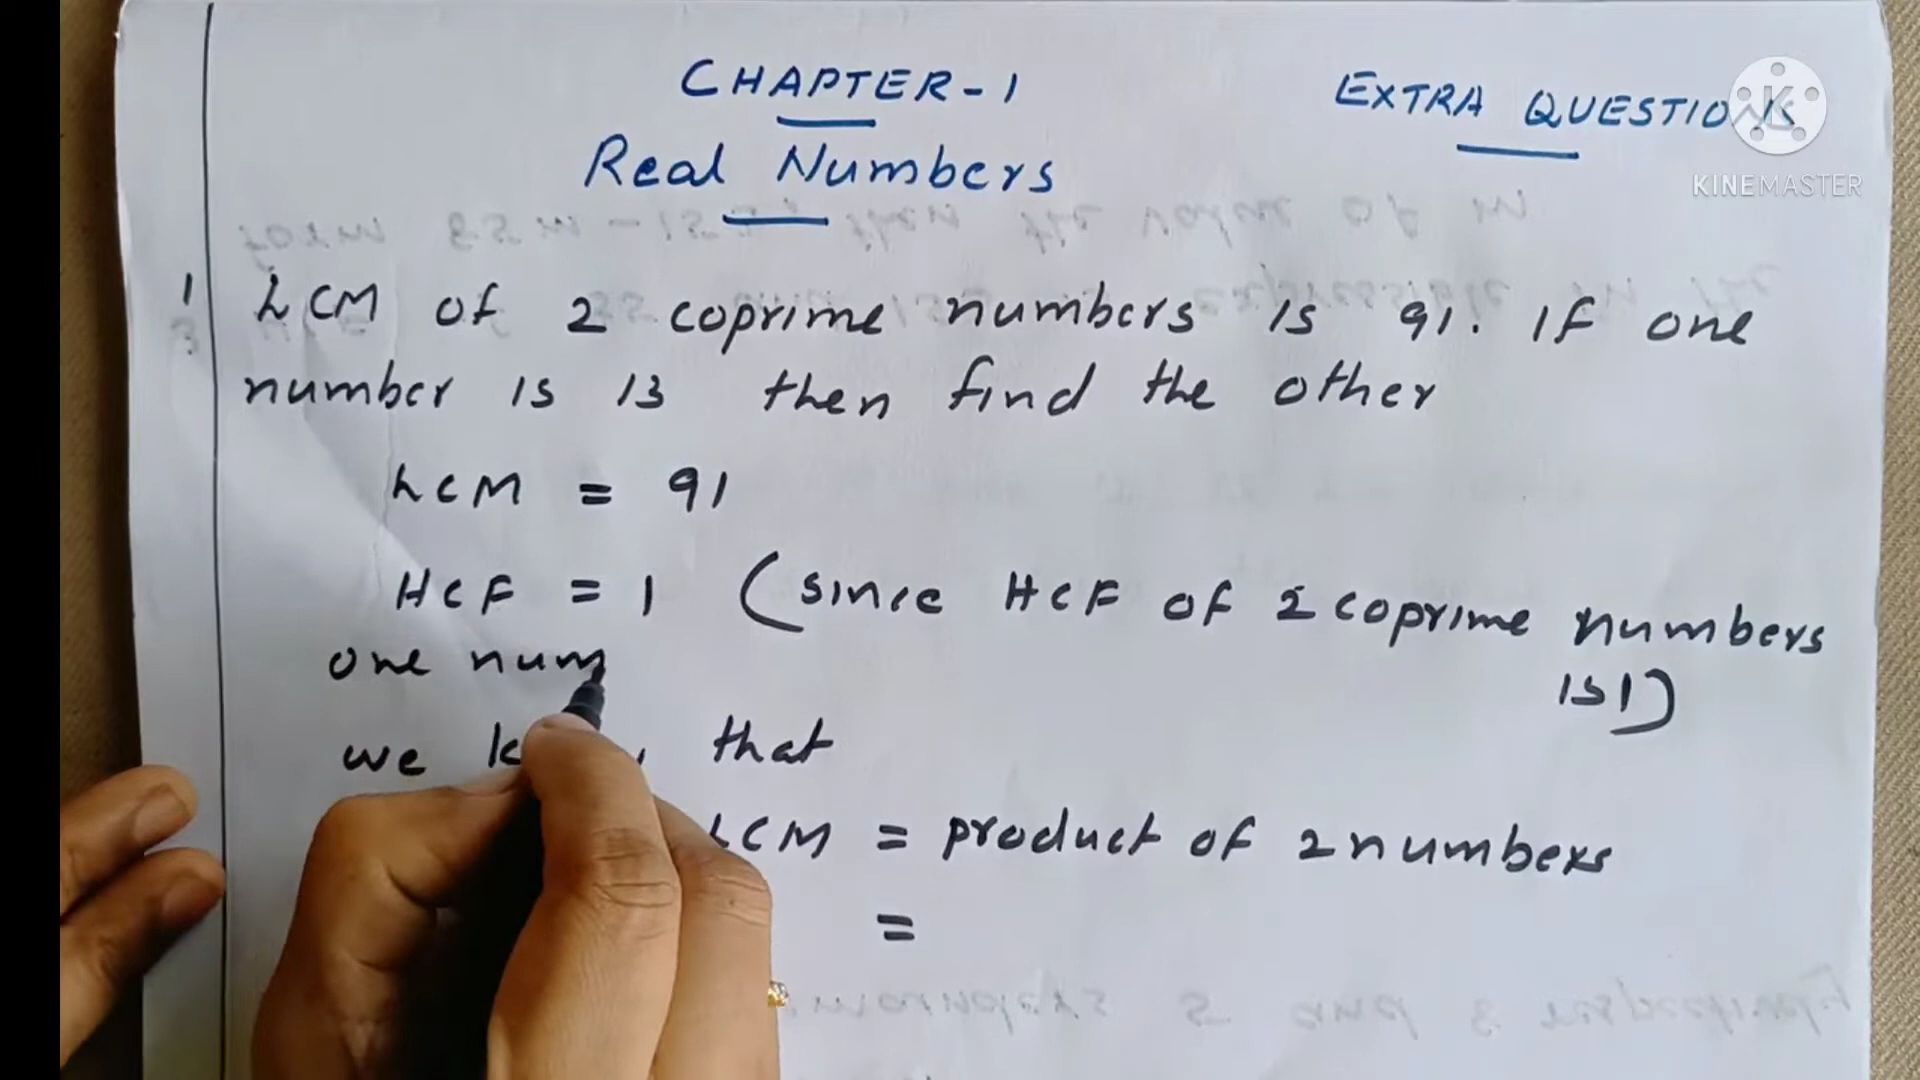 CHAPTER-1
EXTRA QUESTIONS
Real Numbers
KINEMASTER
1 LCM of 2 coprime numbers is 91. If one
number is 13 then find the other
LCM = 91
HCF = 1 (since HCF of 2 coprime numbers
is 1)
one num
we that
LCM = product of 2 numbers
=